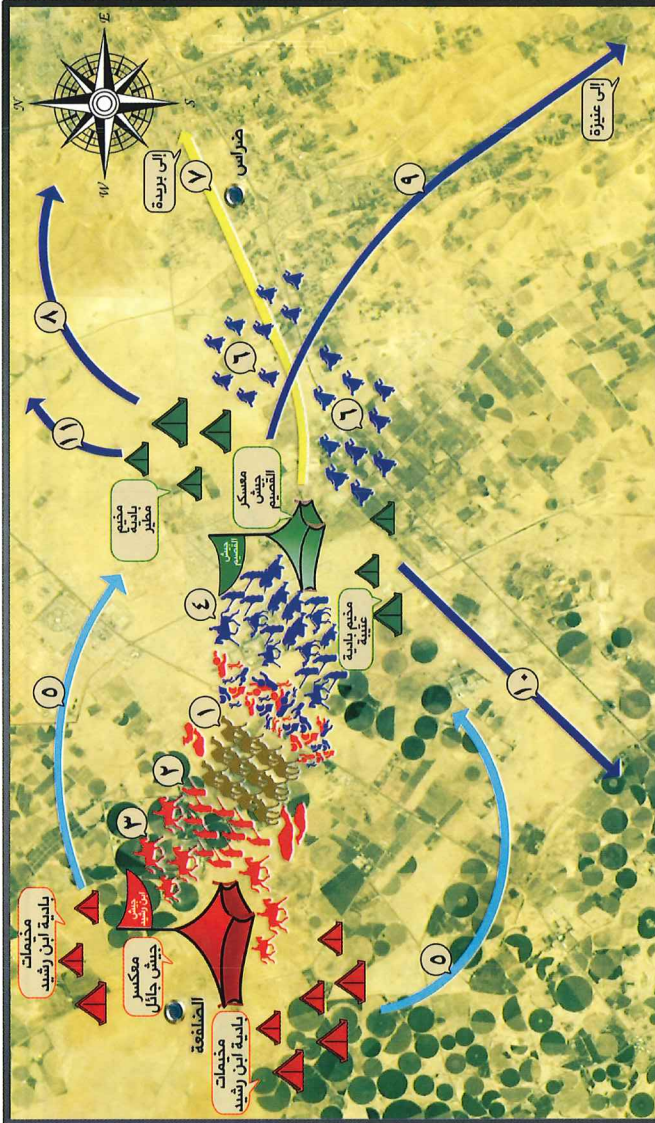 N
E
S
W
ضراس
إلى بريدة
٧
إلى عنيزة
٩
٨
١١
٦
٦
مخيم
بادية
مطير
معسكر
جيش
القصيم
جيش
القصيم
مخيم بادية
عتيبة
٤
١٠
٥
١
٢
٣
٥
جيش
ابن رشيد
مخيمات
بادية ابن رشيد
معكسر
جيش حائل
الضلفعة
مخيمات
بادية ابن رشيد